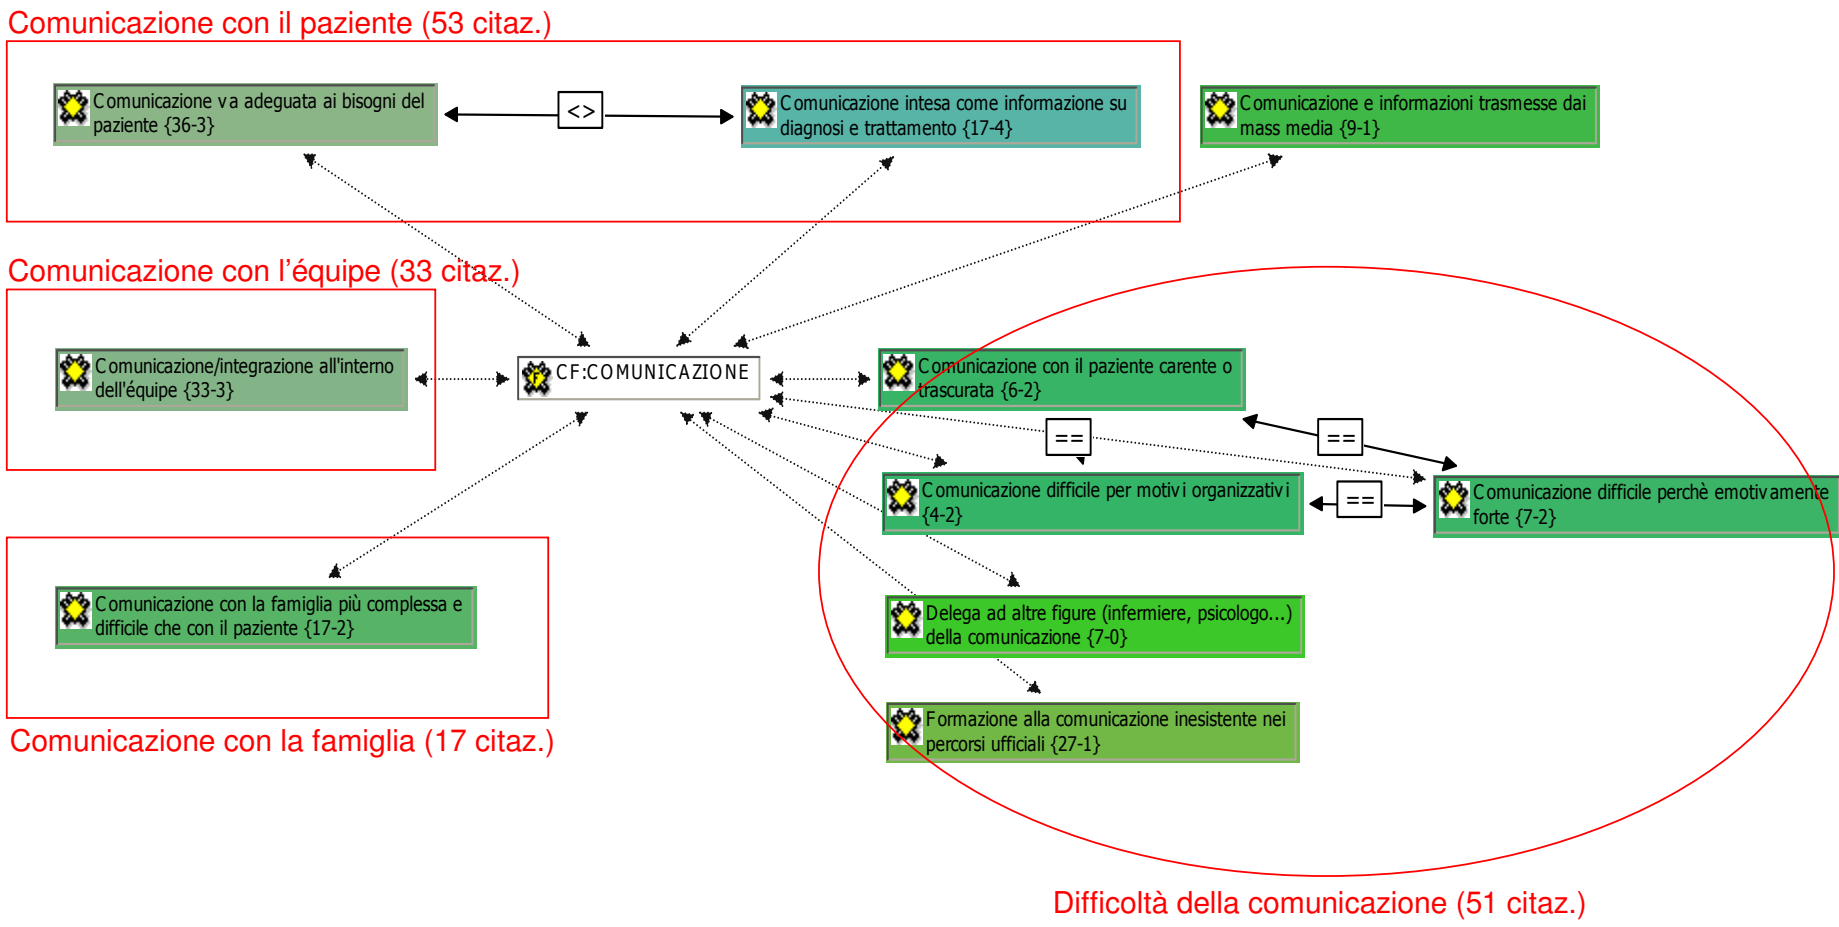 Comunicazione con il paziente (53 citaz.)
Comunicazione va adeguata ai bisogni del
paziente {36-3}
<>
Comunicazione intesa come informazione su
diagnosi e trattamento {17-4}
Comunicazione e informazioni trasmesse dai
mass media {9-1}
Comunicazione con l'équipe (33 citaz.)
Comunicazione/integrazione all'interno
dell'équipe {33-3}
CF:COMUNICAZIONE
Comunicazione con il paziente carente o
trascurata {6-2}
==
==
Comunicazione difficile per motivi organizzativi
{4-2}
==
Comunicazione difficile perchè emotivamente
forte {7-2}
Comunicazione con la famiglia più complessa e
difficile che con il paziente {17-2}
Delega ad altre figure (infermiere, psicologo...)
della comunicazione {7-0}
Formazione alla comunicazione inesistente nei
percorsi ufficiali {27-1}
Comunicazione con la famiglia (17 citaz.)
Difficoltà della comunicazione (51 citaz.)